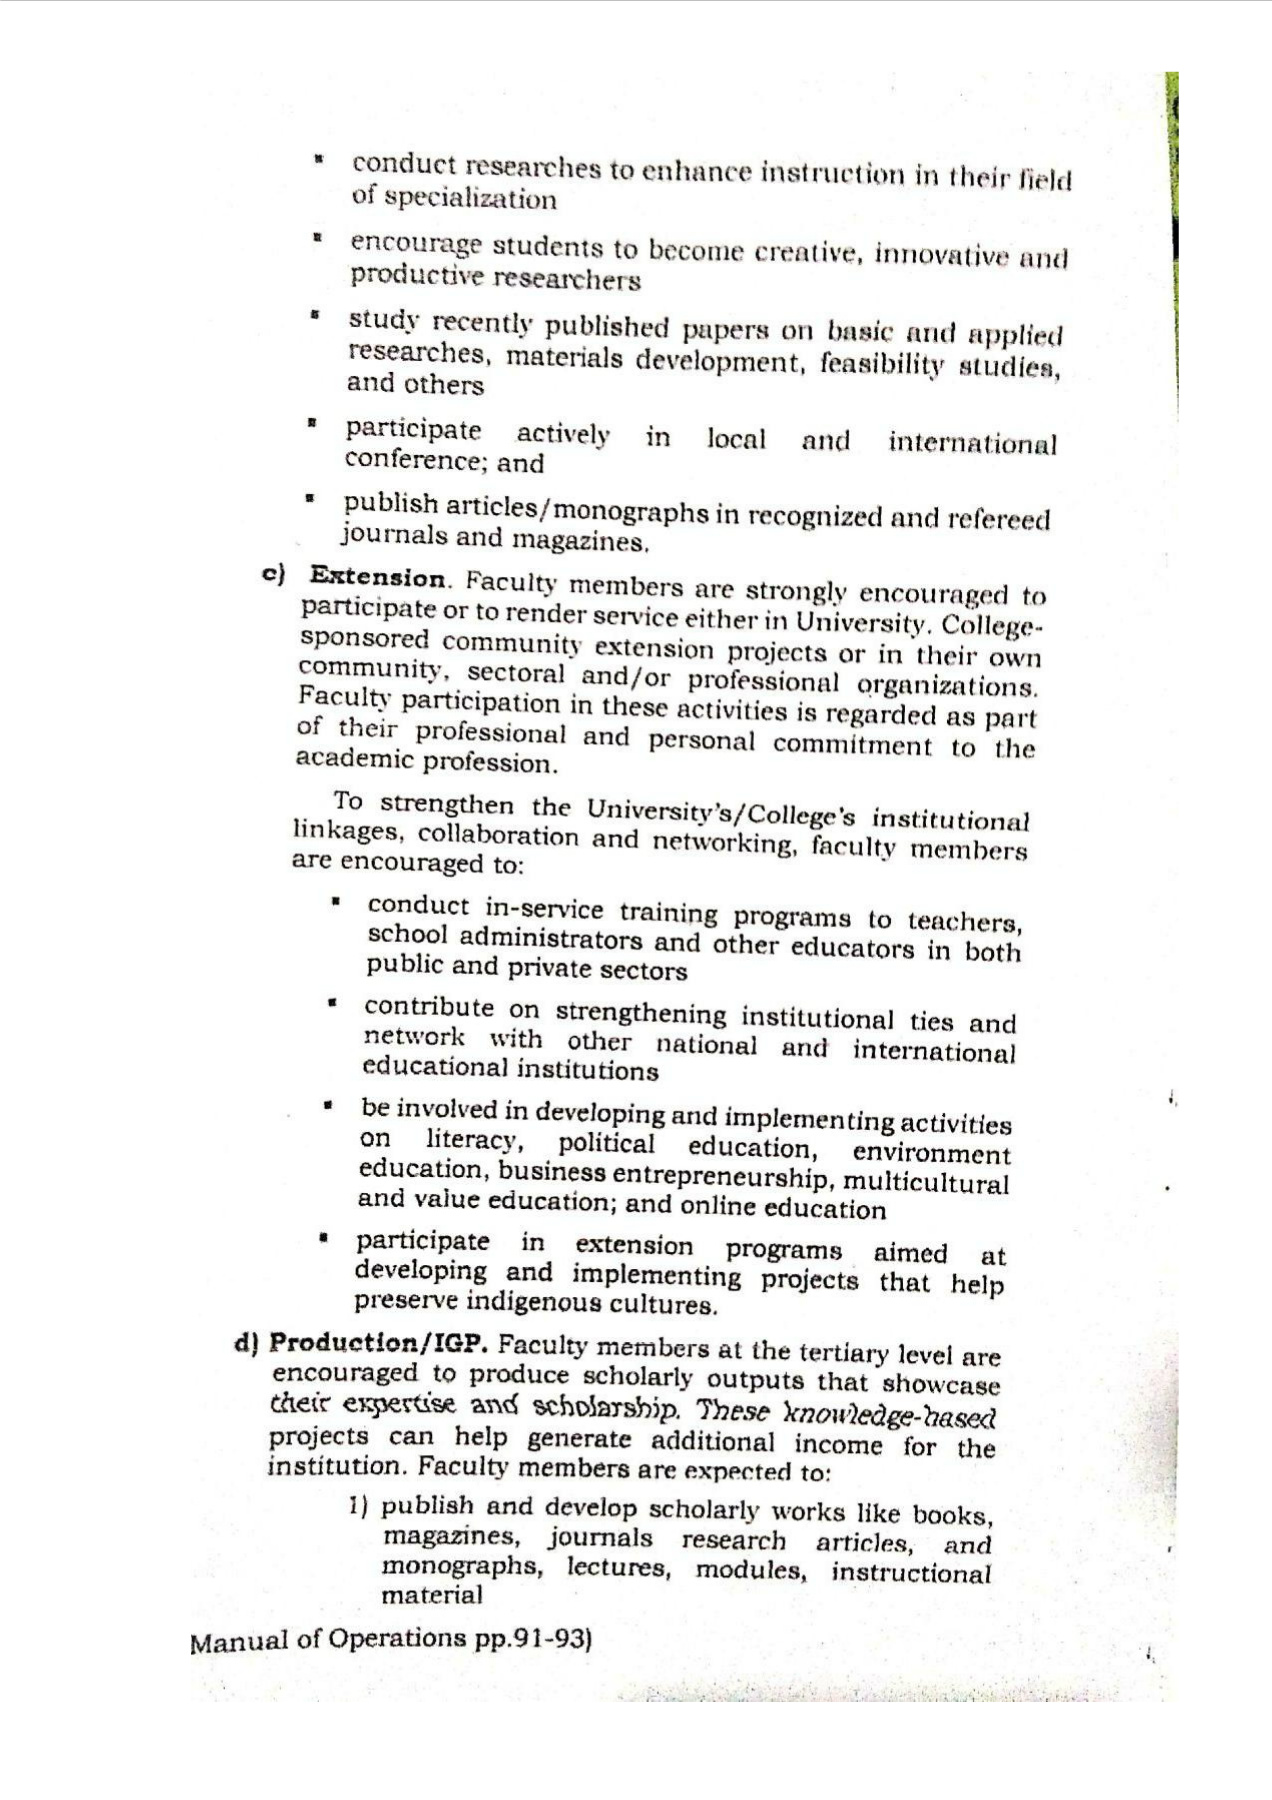 ▪ conduct researches to enhance instruction in their field
of specialization
▪ encourage students to become creative, innovative and
productive researchers
▪ study recently published papers on basic and applied
researches, materials development, feasibility studies,
and others
▪ participate actively in local and international
conference; and
▪ publish articles/monographs in recognized and refereed
journals and magazines.
c) Extension. Faculty members are strongly encouraged to
participate or to render service either in University. College-
sponsored community extension projects or in their own
community, sectoral and/or professional organizations.
Faculty participation in these activities is regarded as part
of their professional and personal commitment to the
academic profession.
To strengthen the University's/College's institutional
linkages, collaboration and networking, faculty members
are encouraged to:
▪ conduct in-service training programs to teachers,
school administrators and other educators in both
public and private sectors
▪ contribute on strengthening institutional ties and
network with other national and international
educational institutions
▪ be involved in developing and implementing activities
on literacy, political education, environment
education, business entrepreneurship, multicultural
and value education; and online education
▪ participate in extension programs aimed at
developing and implementing projects that help
preserve indigenous cultures.
d) Production/IGP. Faculty members at the tertiary level are
encouraged to produce scholarly outputs that showcase
their expertise and scholarship. These knowledge-based
projects can help generate additional income for the
institution. Faculty members are expected to:
1) publish and develop scholarly works like books,
magazines, journals research articles, and
monographs, lectures, modules, instructional
material
Manual of Operations pp.91-93)